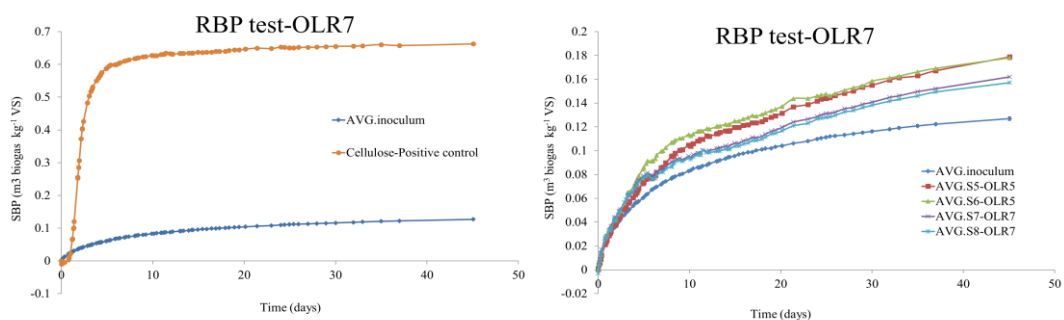 RBP test-OLR7
0.7
0.6
0.5
0.4
0.3
0.2
0.1
0
-0.1
0
10
20
30
40
50
SBP (m3 biogas kg⁻¹ VS)
Time (days)
AVG.inoculum
Cellulose-Positive control
RBP test-OLR7
0.2
0.18
0.16
0.14
0.12
0.1
0.08
0.06
0.04
0.02
0
-0.02
0
10
20
30
40
50
SBP (m³ biogas kg⁻¹ VS)
Time (days)
AVG.inoculum
AVG.S5-OLR5
AVG.S6-OLR5
AVG.S7-OLR7
AVG.S8-OLR7